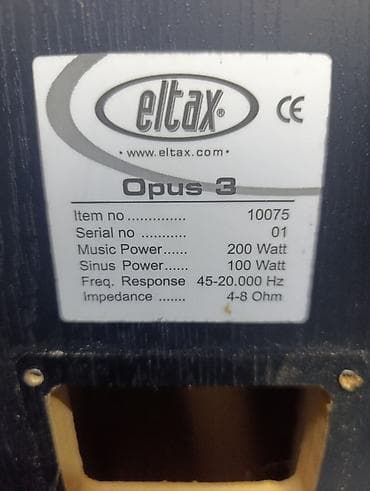 eltax®
CE
• www.eltax.com •
Opus 3
Item no .............. 10075
Serial no ........... 01
Music Power...... 200 Watt
Sinus Power...... 100 Watt
Freq. Response 45-20.000 Hz
Impedance ....... 4-8 Ohm